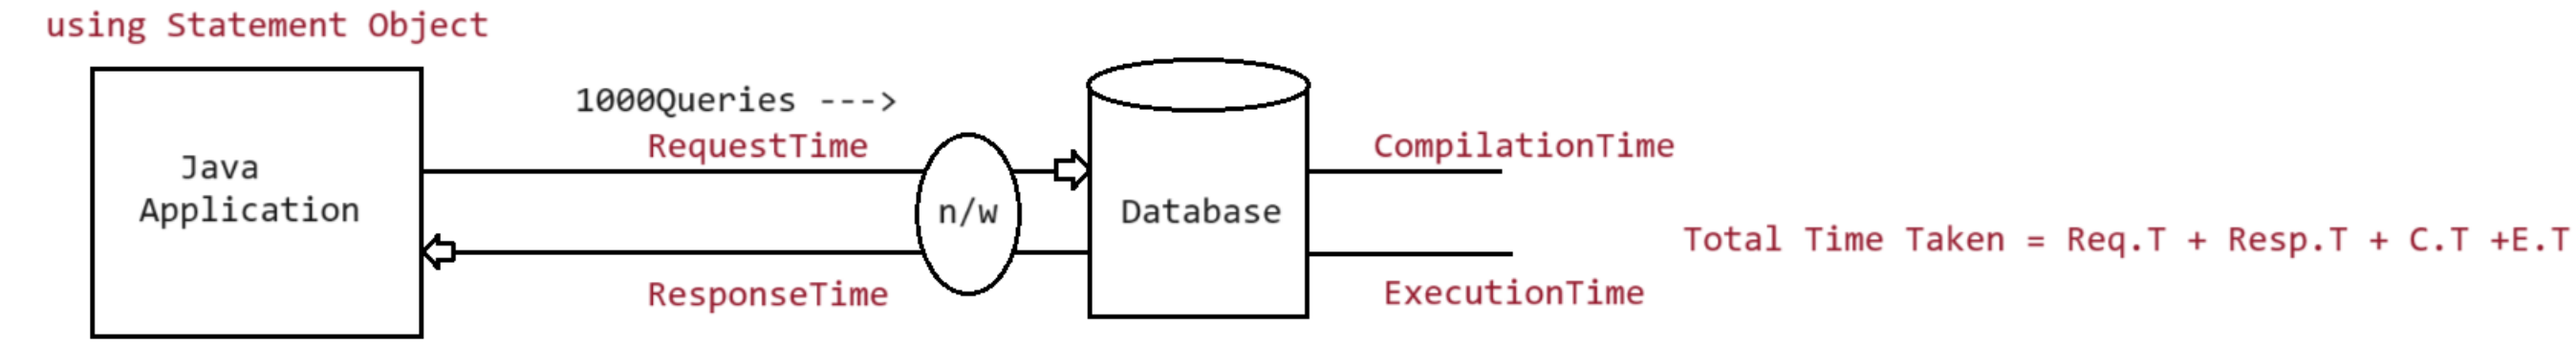 using Statement Object
1000Queries --->
RequestTime
CompilationTime
Java
Application
n/w
Database
Total Time Taken = Req.T + Resp.T + C.T +E.T
ResponseTime
ExecutionTime